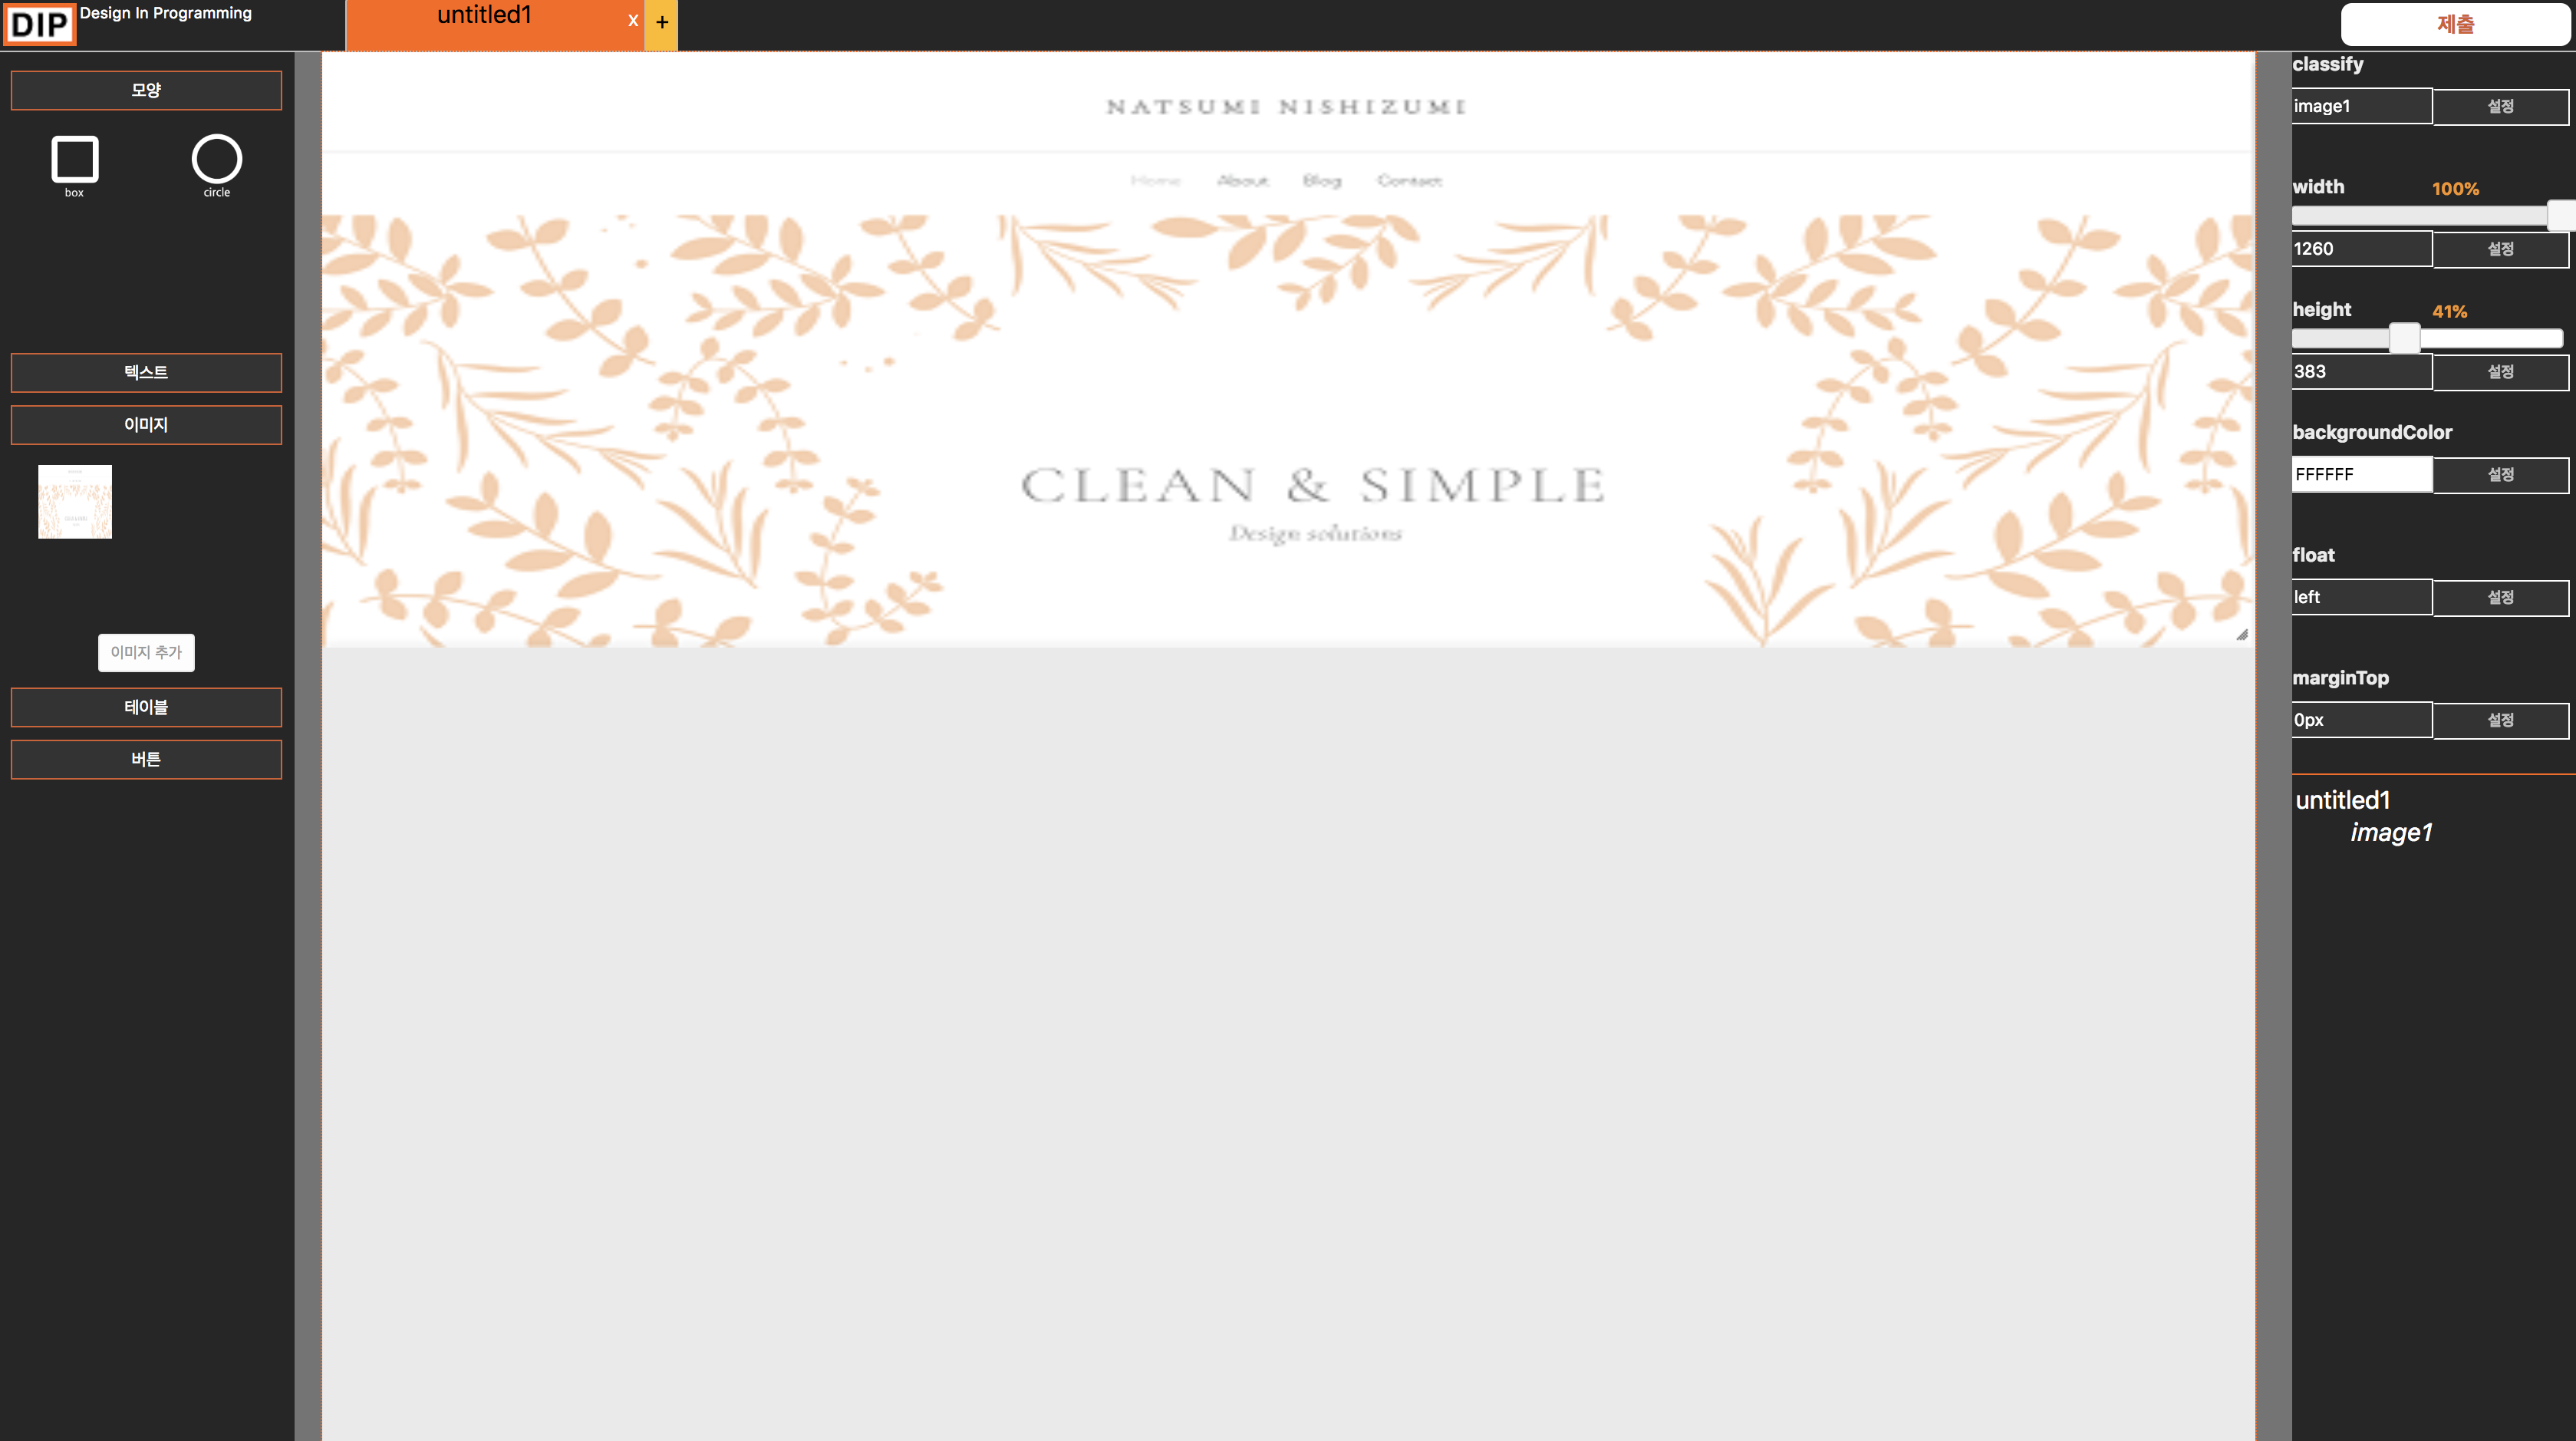 DIP Design In Programming
untitled1 x +
제출
모양
box circle
텍스트
이미지
이미지 추가
테이블
버튼
NATSUMI NISHIZUMI
Home About Blog Contact
CLEAN & SIMPLE
Design solutions
classify
image1 설정
width 100%
1260 설정
height 41%
383 설정
backgroundColor
FFFFFF 설정
float
left 설정
marginTop
0px 설정
untitled1
image1